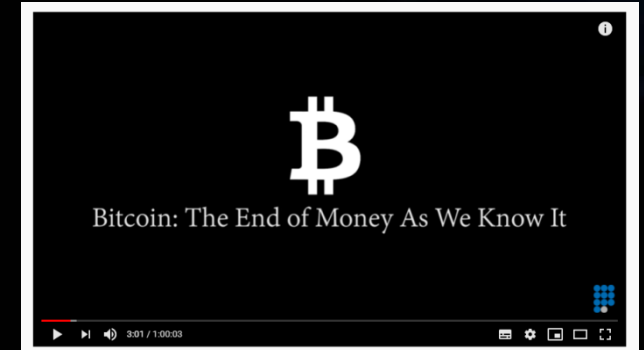 Bitcoin: The End of Money As We Know It
3:01 / 1:00:03